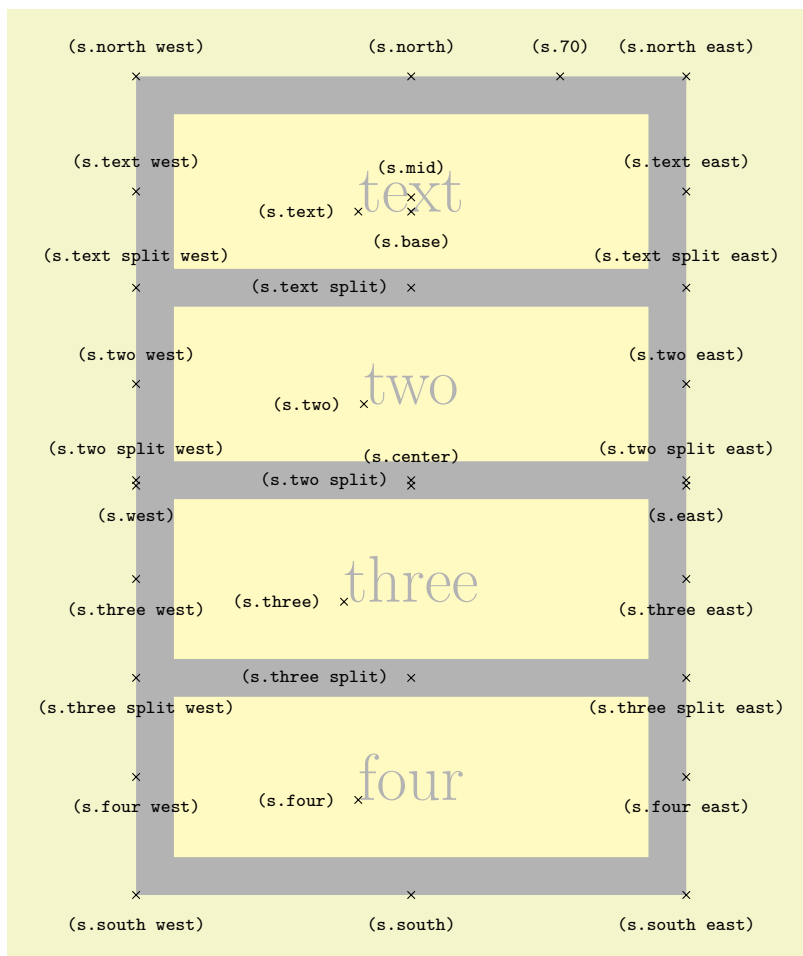 (s.north west) (s.north) (s.70) (s.north east)
(s.text west) (s.mid) (s.text east)
text
(s.text)
(s.base)
(s.text split west) (s.text split east)
(s.text split)
(s.two west) (s.two east)
two
(s.two)
(s.two split west) (s.center) (s.two split east)
(s.two split)
(s.west) (s.east)
three
(s.three)
(s.three west) (s.three east)
(s.three split)
(s.three split west) (s.three split east)
four
(s.four)
(s.four west) (s.four east)
(s.south west) (s.south) (s.south east)